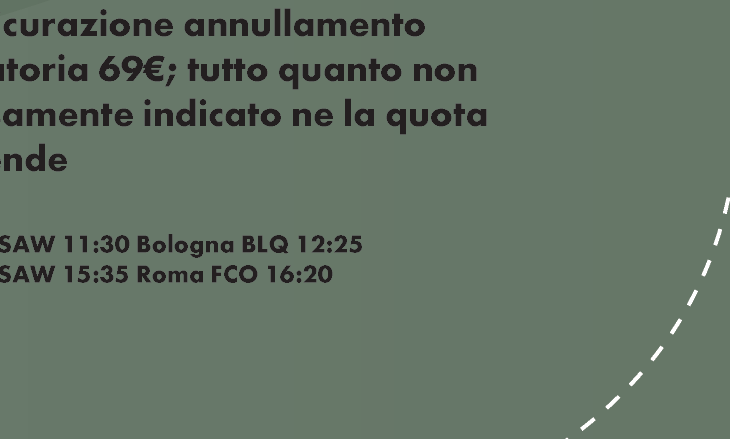 curazione annullamento
atoria 69€; tutto quanto non
samente indicato ne la quota
ende
SAW 11:30 Bologna BLQ 12:25
SAW 15:35 Roma FCO 16:20